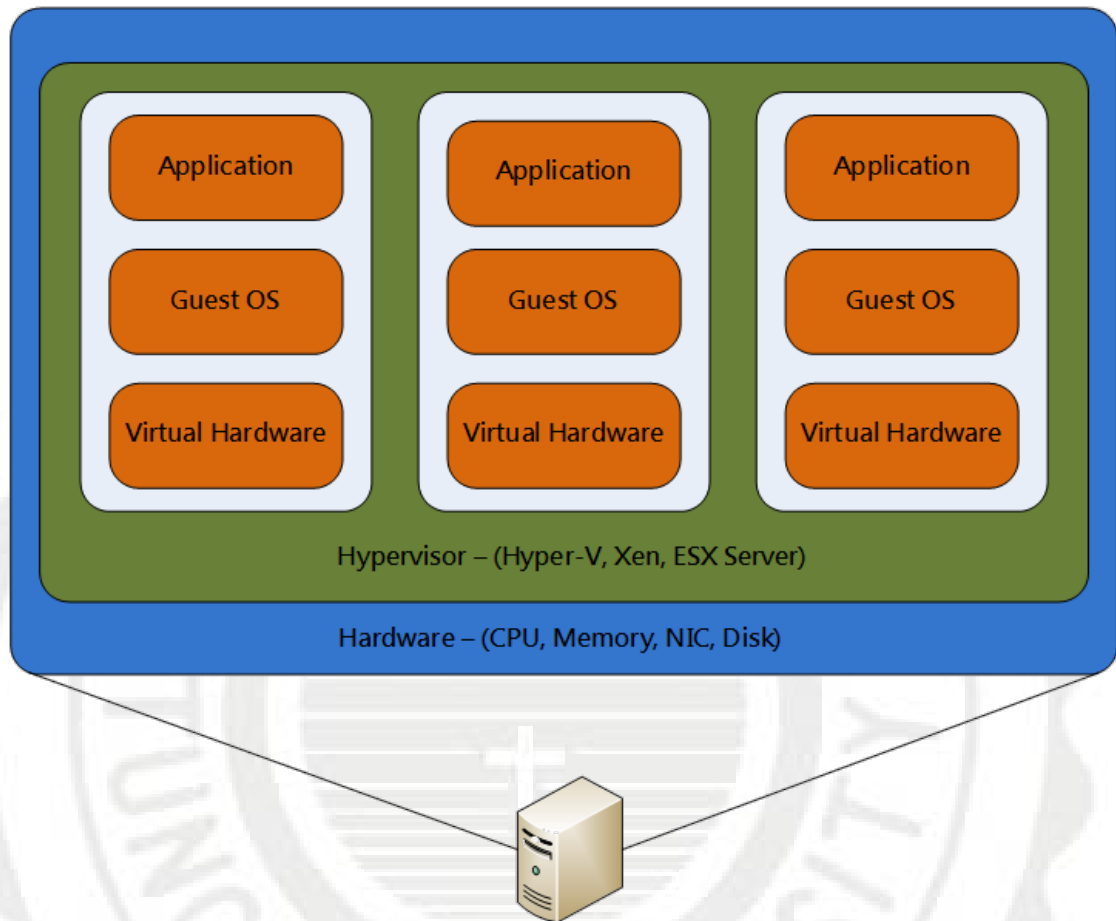 Application
Application
Application
Guest OS
Guest OS
Guest OS
Virtual Hardware
Virtual Hardware
Virtual Hardware
Hypervisor – (Hyper-V, Xen, ESX Server)
Hardware – (CPU, Memory, NIC, Disk)